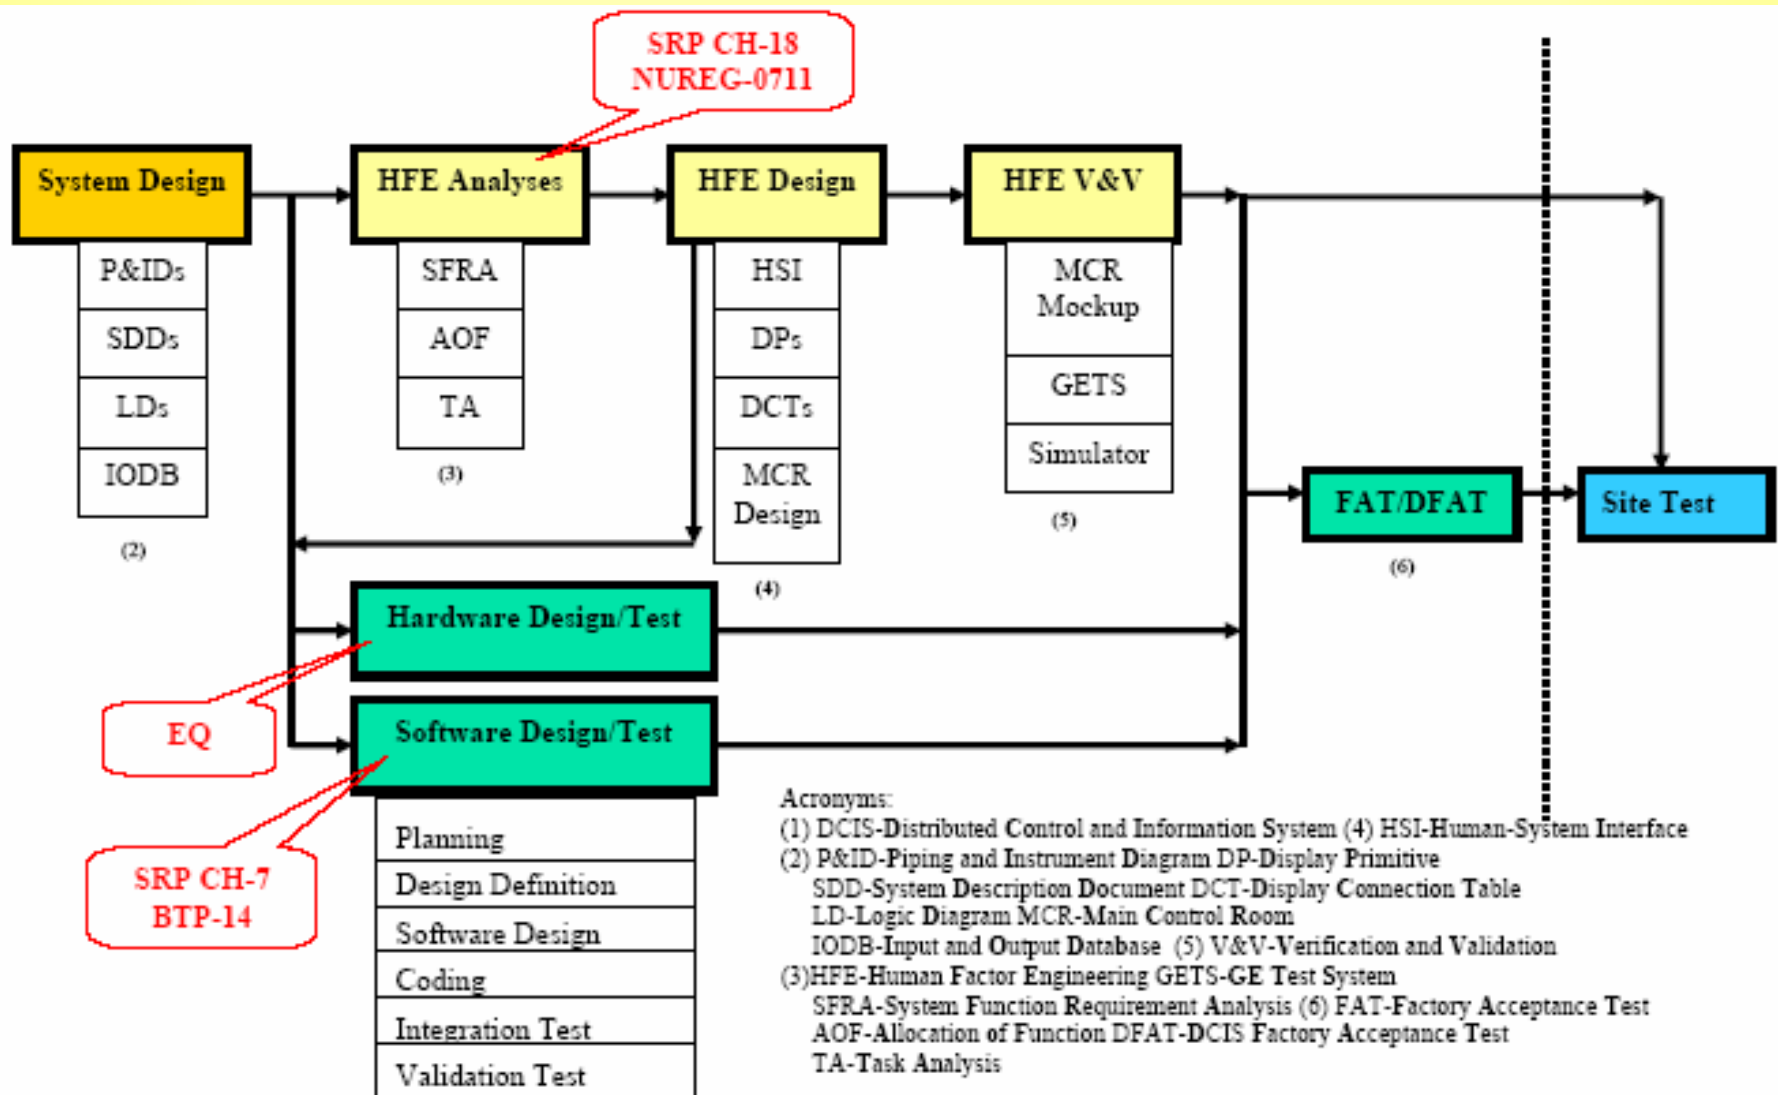 SRP CH-18
NUREG-0711
System Design
HFE Analyses
HFE Design
HFE V&V
P&IDs
SDDs
LDs
IODB
(2)
SFRA
AOF
TA
(3)
HSI
DPs
DCTs
MCR
Design
(4)
MCR
Mockup
GETS
Simulator
(5)
FAT/DFAT
(6)
Site Test
Hardware Design/Test
EQ
Software Design/Test
SRP CH-7
BTP-14
Planning
Design Definition
Software Design
Coding
Integration Test
Validation Test
Acronyms:
(1) DCIS-Distributed Control and Information System (4) HSI-Human-System Interface
(2) P&ID-Piping and Instrument Diagram DP-Display Primitive
SDD-System Description Document DCT-Display Connection Table
LD-Logic Diagram MCR-Main Control Room
IODB-Input and Output Database (5) V&V-Verification and Validation
(3)HFE-Human Factor Engineering GETS-GE Test System
SFRA-System Function Requirement Analysis (6) FAT-Factory Acceptance Test
AOF-Allocation of Function DFAT-DCIS Factory Acceptance Test
TA-Task Analysis